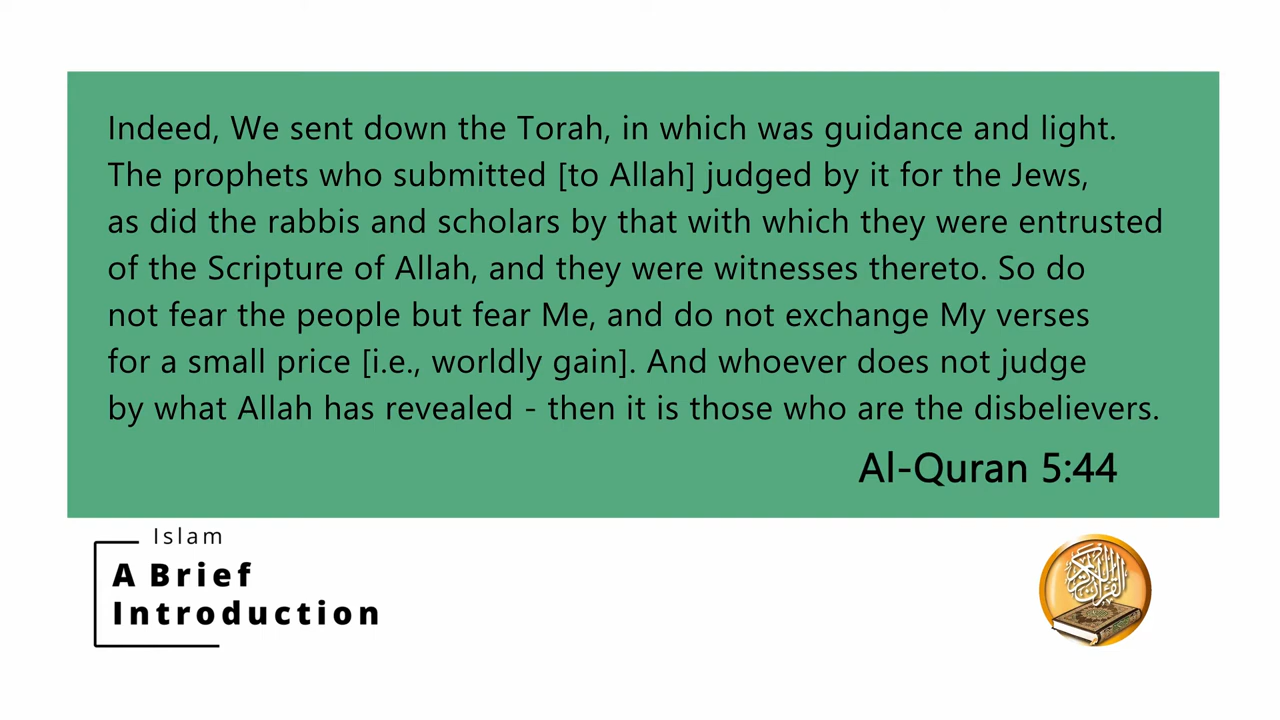 Indeed, We sent down the Torah, in which was guidance and light.
The prophets who submitted [to Allah] judged by it for the Jews,
as did the rabbis and scholars by that with which they were entrusted
of the Scripture of Allah, and they were witnesses thereto. So do
not fear the people but fear Me, and do not exchange My verses
for a small price [i.e., worldly gain]. And whoever does not judge
by what Allah has revealed - then it is those who are the disbelievers.
Al-Quran 5:44
Islam
A Brief
Introduction
القرآن الكريم